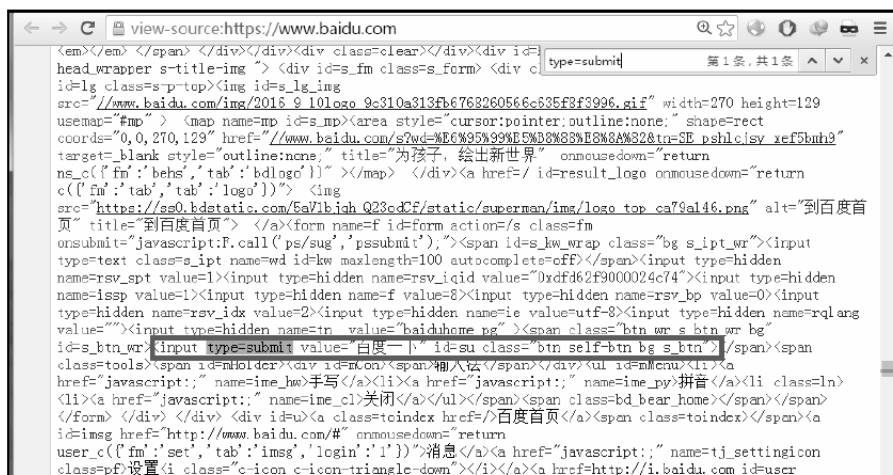 view-source:https://www.baidu.com
type=submit 第1条,共1条
<em></em> </span> </div></div><div class=clear></div><div id=
head_wrapper s-title-img "> <div id=s_fm class=s_form> <div
id=lg class=s-p-top><img id=s_lg_img
src="//www.baidu.com/img/2016_9_10logo_9c310a313fb6768260566c635f8f3996.gif" width=270 height=129
usemap="#mp" > <map name=mp id=s_mp><area style="cursor:pointer;outline:none;" shape=rect
coords="0,0,270,129" href="//www.baidu.com/s?wd=%E6%95%99%E5%B8%88%E8%8A%82&tn=SE_pshlcjsy_xef5bmh9"
target=_blank style="outline:none;" title="为孩子, 绘出新世界" onmousedown="return
ns_c({'fm':'behs','tab':'bdlogo'})" ></map> </div><a href=/ id=result_logo onmousedown="return
c({'fm':'tab','tab':'logo'})"> <img
src="https://ss0.bdstatic.com/5aV1bjqh_Q23odCf/static/superman/img/logo_top_ca79a146.png" alt="到百度首
页" title="到百度首页"> </a><form name=f id=form action=/s class=fm
onsubmit="javascript:F.call('ps/sug','pssubmit');"><span id=s_kw_wrap class="bg s_ipt_wr"><input
type=text class=s_ipt name=wd id=kw maxlength=100 autocomplete=off></span><input type=hidden
name=rsv_spt value=1><input type=hidden name=rsv_iqid value="0xdfd62f9000024c74"><input type=hidden
name=issp value=1><input type=hidden name=f value=8><input type=hidden name=rsv_bp value=0><input
type=hidden name=rsv_idx value=2><input type=hidden name=ie value=utf-8><input type=hidden name=rqlang
value=""><input type=hidden name=tn value="baiduhome_pg" ><span class="btn_wr s_btn_wr bg"
id=s_btn_wr><input type=submit value="百度一下" id=su class="btn self-btn bg s_btn"></span><span
class=tools><span id=mHolder><div id=mCon><span>输入法</span></div><ul id=mMenu><li><a
href="javascript:;" name=ime_hw>手写</a><li><a href="javascript:;" name=ime_py>拼音</a><li class=ln>
<li><a href="javascript:;" name=ime_cl>关闭</a></ul></span><span class=bd_bear_home></span></span>
</form> </div> </div> <div id=u><a class=toindex href=/>百度首页</a><span class=toindex></span><a
id=imsg href="http://www.baidu.com/#" onmousedown="return
user_c({'fm':'set','tab':'imsg','login':'1'})">消息</a><a href="javascript:;" name=tj_settingicon
class=pf>设置<i class="c-icon c-icon-triangle-down"></i></a><a href=http://i.baidu.com id=user